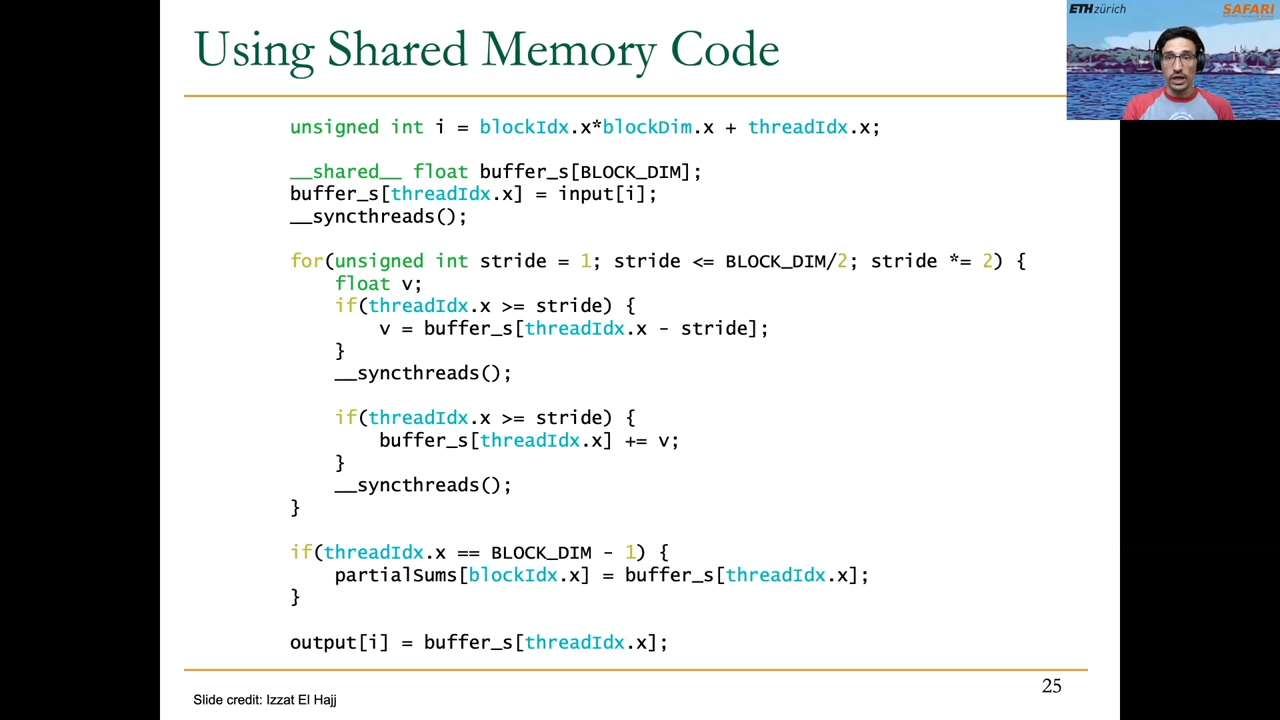 Using Shared Memory Code
ETH zürich
SAFARI
unsigned int i = blockIdx.x*blockDim.x + threadIdx.x;
__shared__ float buffer_s[BLOCK_DIM];
buffer_s[threadIdx.x] = input[i];
__syncthreads();
for(unsigned int stride = 1; stride <= BLOCK_DIM/2; stride *= 2) {
float v;
if(threadIdx.x >= stride) {
v = buffer_s[threadIdx.x - stride];
}
__syncthreads();
if(threadIdx.x >= stride) {
buffer_s[threadIdx.x] += v;
}
__syncthreads();
}
if(threadIdx.x == BLOCK_DIM - 1) {
partialSums[blockIdx.x] = buffer_s[threadIdx.x];
}
output[i] = buffer_s[threadIdx.x];
Slide credit: Izzat El Hajj
25